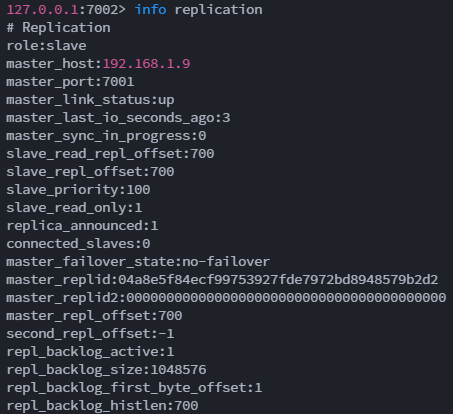 127.0.0.1:7002> info replication
# Replication
role:slave
master_host:192.168.1.9
master_port:7001
master_link_status:up
master_last_io_seconds_ago:3
master_sync_in_progress:0
slave_read_repl_offset:700
slave_repl_offset:700
slave_priority:100
slave_read_only:1
replica_announced:1
connected_slaves:0
master_failover_state:no-failover
master_replid:04a8e5f84ecf99753927fde7972bd8948579b2d2
master_replid2:0000000000000000000000000000000000000000
master_repl_offset:700
second_repl_offset:-1
repl_backlog_active:1
repl_backlog_size:1048576
repl_backlog_first_byte_offset:1
repl_backlog_histlen:700